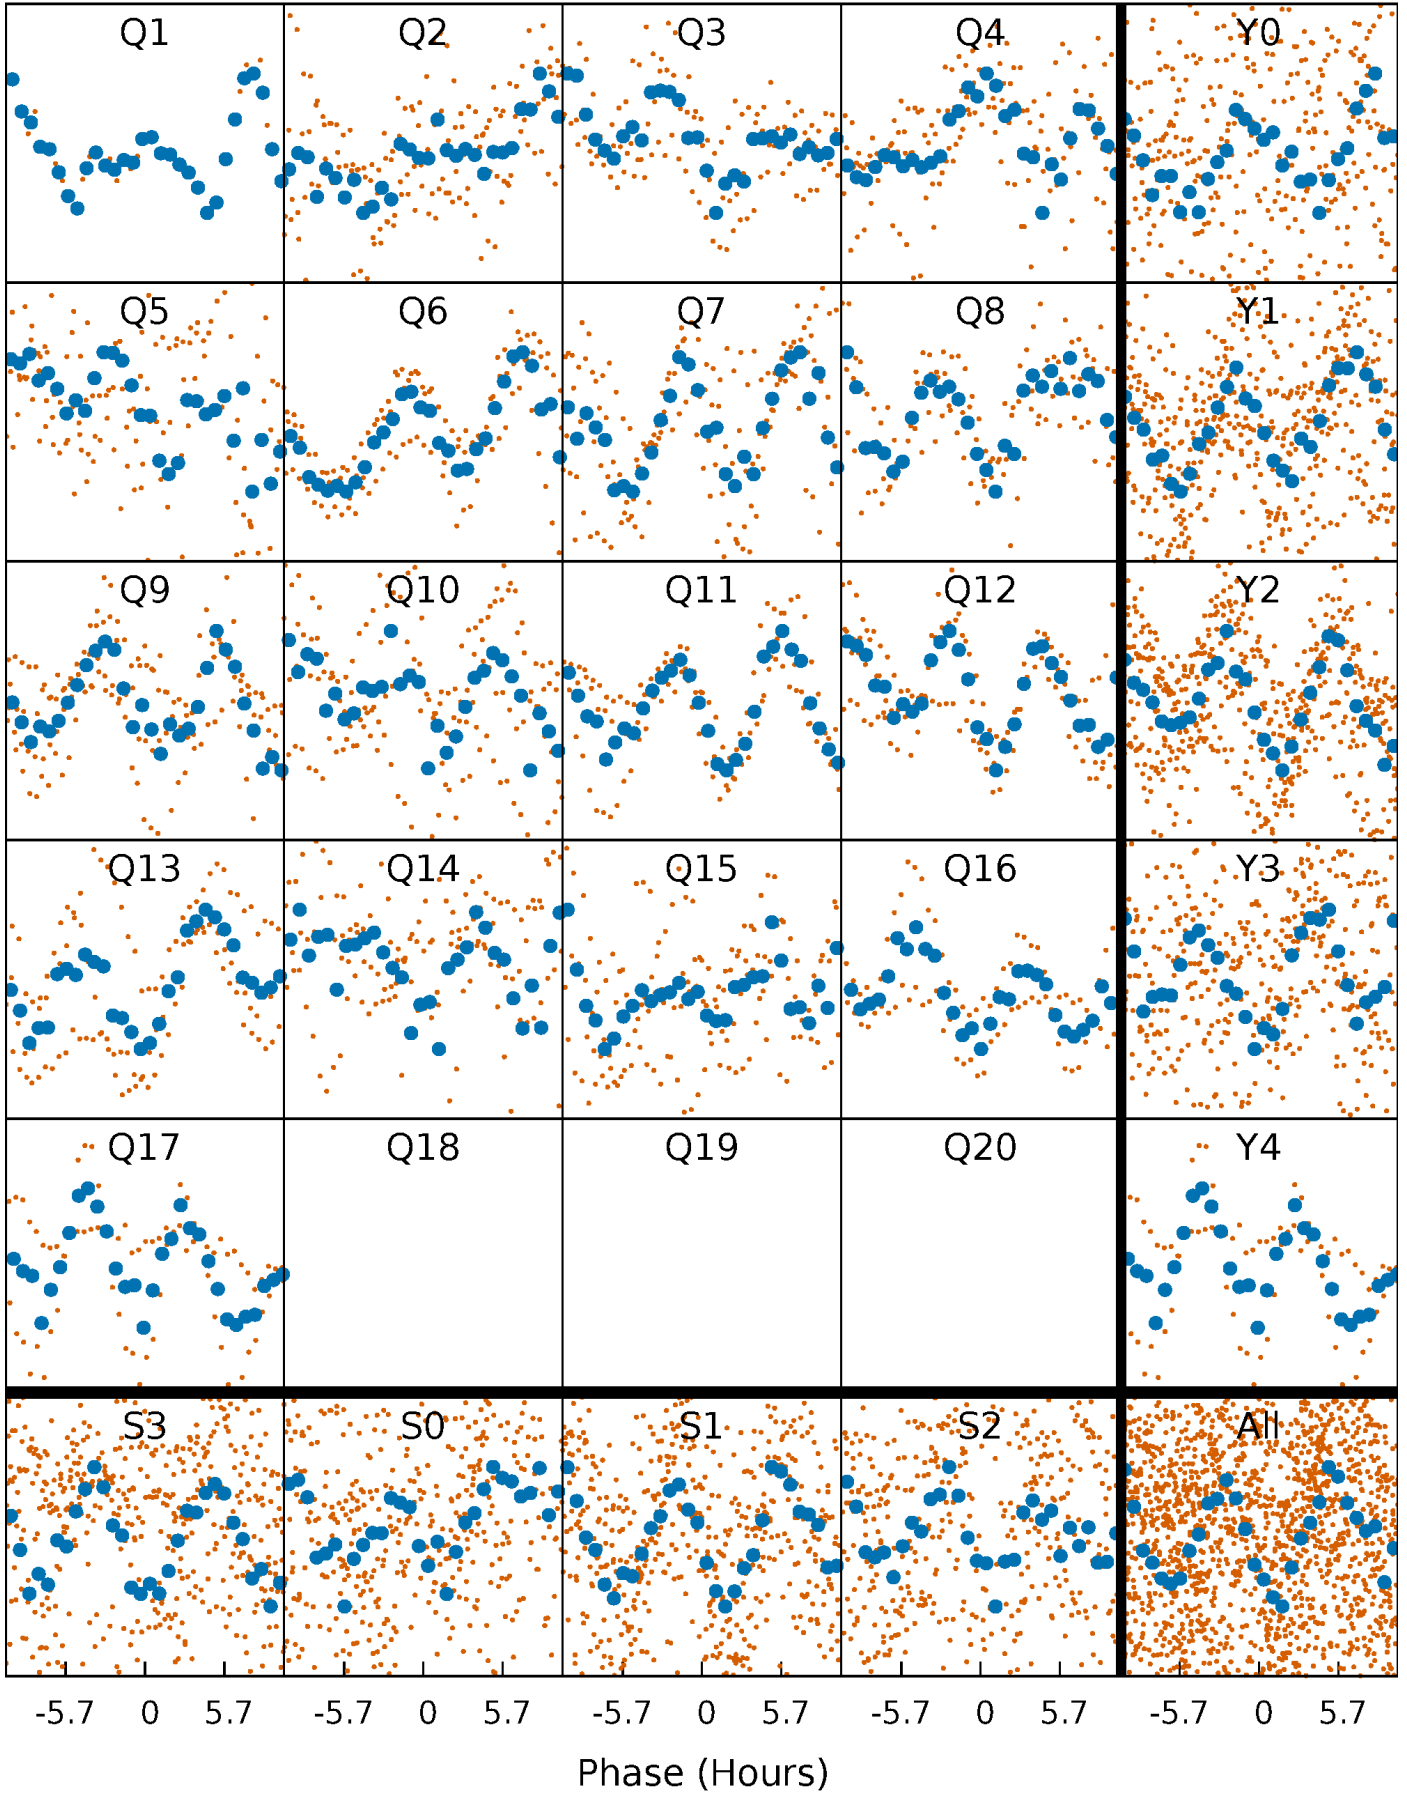 Q1 Q2 Q3 Q4 Y0
Q5 Q6 Q7 Q8 Y1
Q9 Q10 Q11 Q12 Y2
Q13 Q14 Q15 Q16 Y3
Q17 Q18 Q19 Q20 Y4
S3 S0 S1 S2 All
-5.7 0 5.7 -5.7 0 5.7 -5.7 0 5.7 -5.7 0 5.7 -5.7 0 5.7
Phase (Hours)